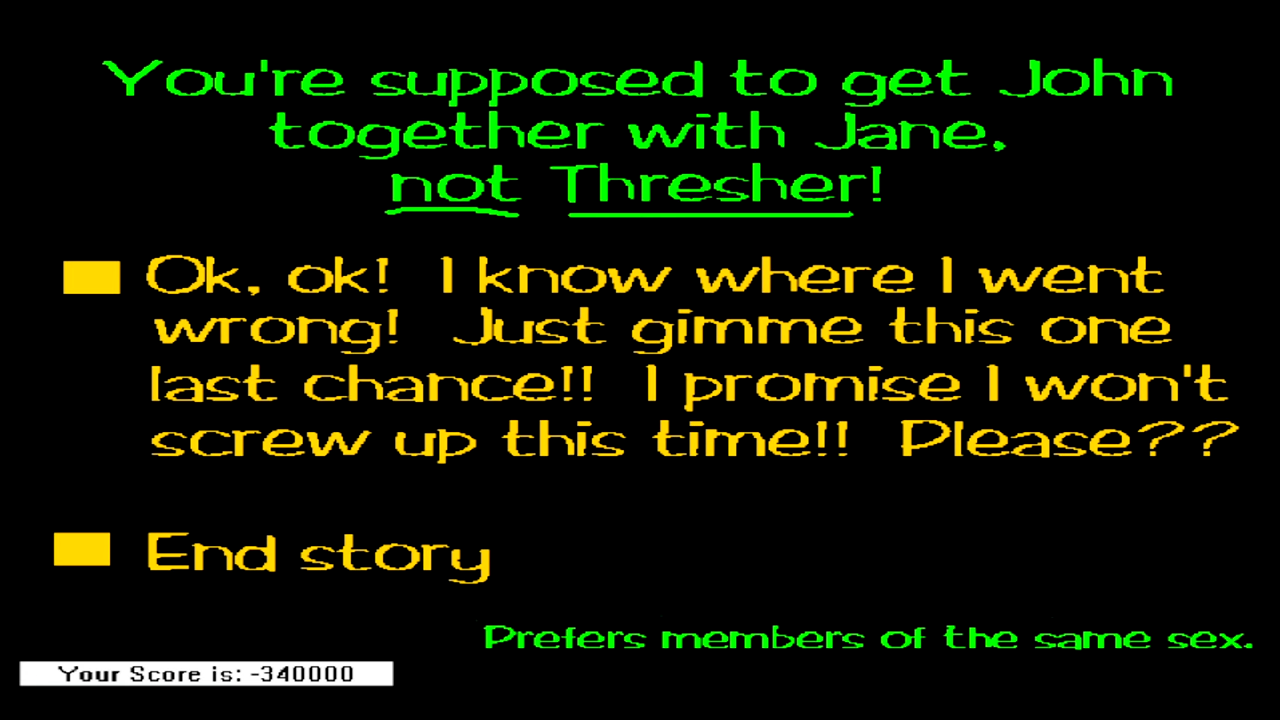 You're supposed to get John
together with Jane,
not Thresher!
Ok, ok! I know where I went
wrong! Just gimme this one
last chance!! I promise I won't
screw up this time!! Please??
End story
Prefers members of the same sex.
Your Score is: -340000